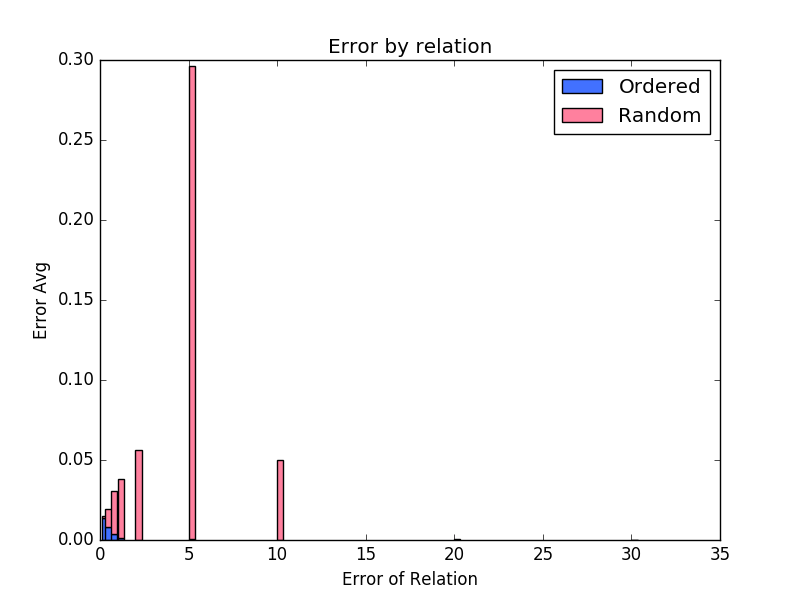 Error by relation
Ordered
Random
Error Avg
0.30
0.25
0.20
0.15
0.10
0.05
0.00
0 5 10 15 20 25 30 35
Error of Relation